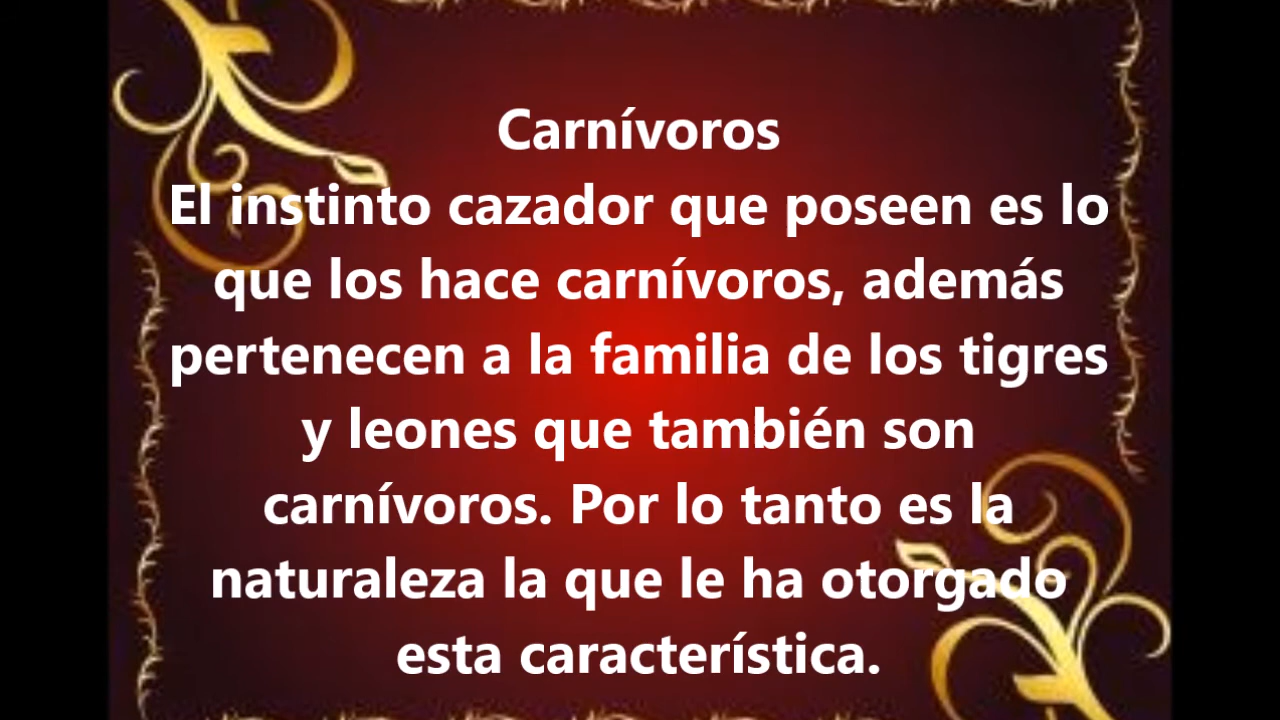 Carnívoros
El instinto cazador que poseen es lo
que los hace carnívoros, además
pertenecen a la familia de los tigres
y leones que también son
carnívoros. Por lo tanto es la
naturaleza la que le ha otorgado
esta característica.